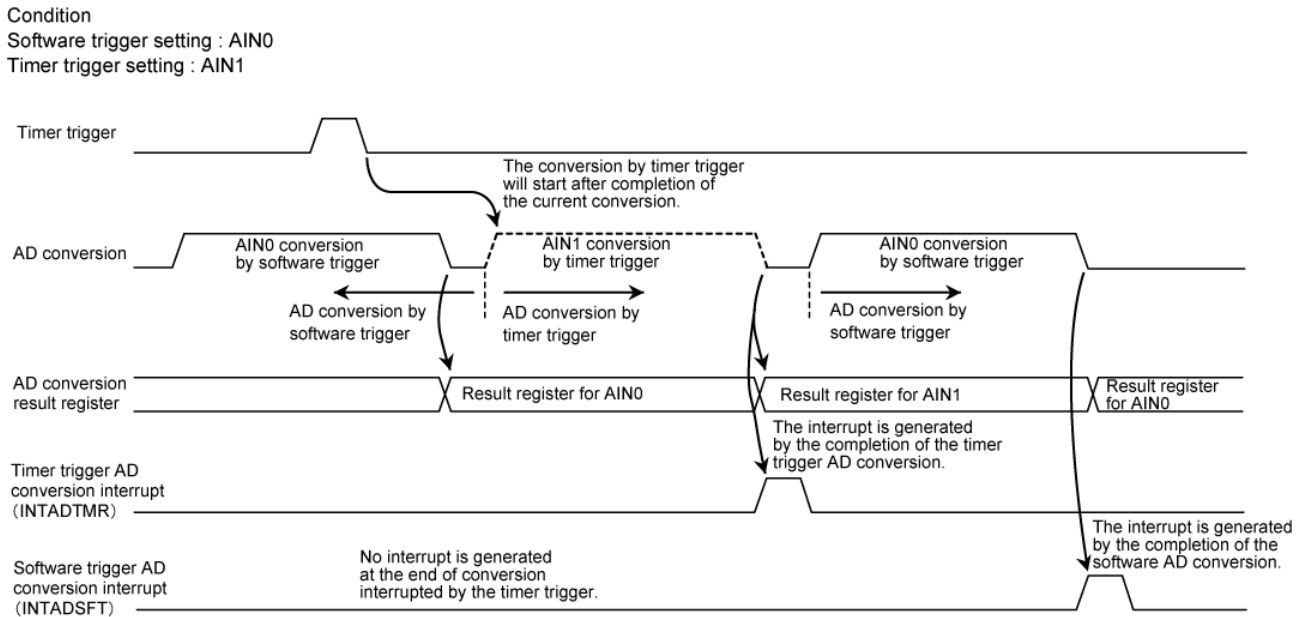 Condition
Software trigger setting : AIN0
Timer trigger setting : AIN1
Timer trigger
The conversion by timer trigger
will start after completion of
the current conversion.
AD conversion
AIN0 conversion
by software trigger
AIN1 conversion
by timer trigger
AIN0 conversion
by software trigger
AD conversion by
software trigger
AD conversion by
timer trigger
AD conversion by
software trigger
AD conversion
result register
Result register for AIN0
Result register for AIN1
Result register
for AIN0
The interrupt is generated
by the completion of the timer
trigger AD conversion.
Timer trigger AD
conversion interrupt
(INTADTMR)
The interrupt is generated
by the completion of the
software AD conversion.
Software trigger AD
conversion interrupt
(INTADSFT)
No interrupt is generated
at the end of conversion
interrupted by the timer trigger.